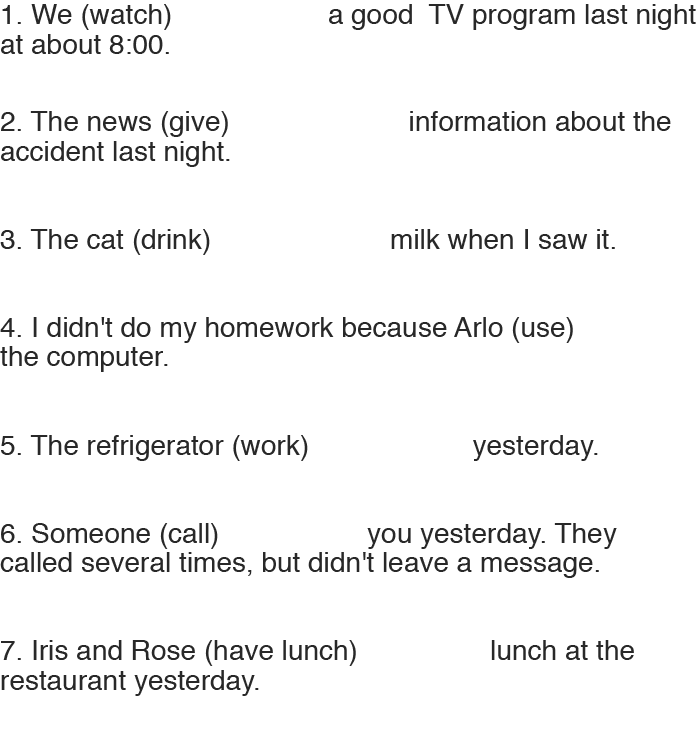 1. We (watch) a good TV program last night
at about 8:00.
2. The news (give) information about the
accident last night.
3. The cat (drink) milk when I saw it.
4. I didn't do my homework because Arlo (use)
the computer.
5. The refrigerator (work) yesterday.
6. Someone (call) you yesterday. They
called several times, but didn't leave a message.
7. Iris and Rose (have lunch) lunch at the
restaurant yesterday.